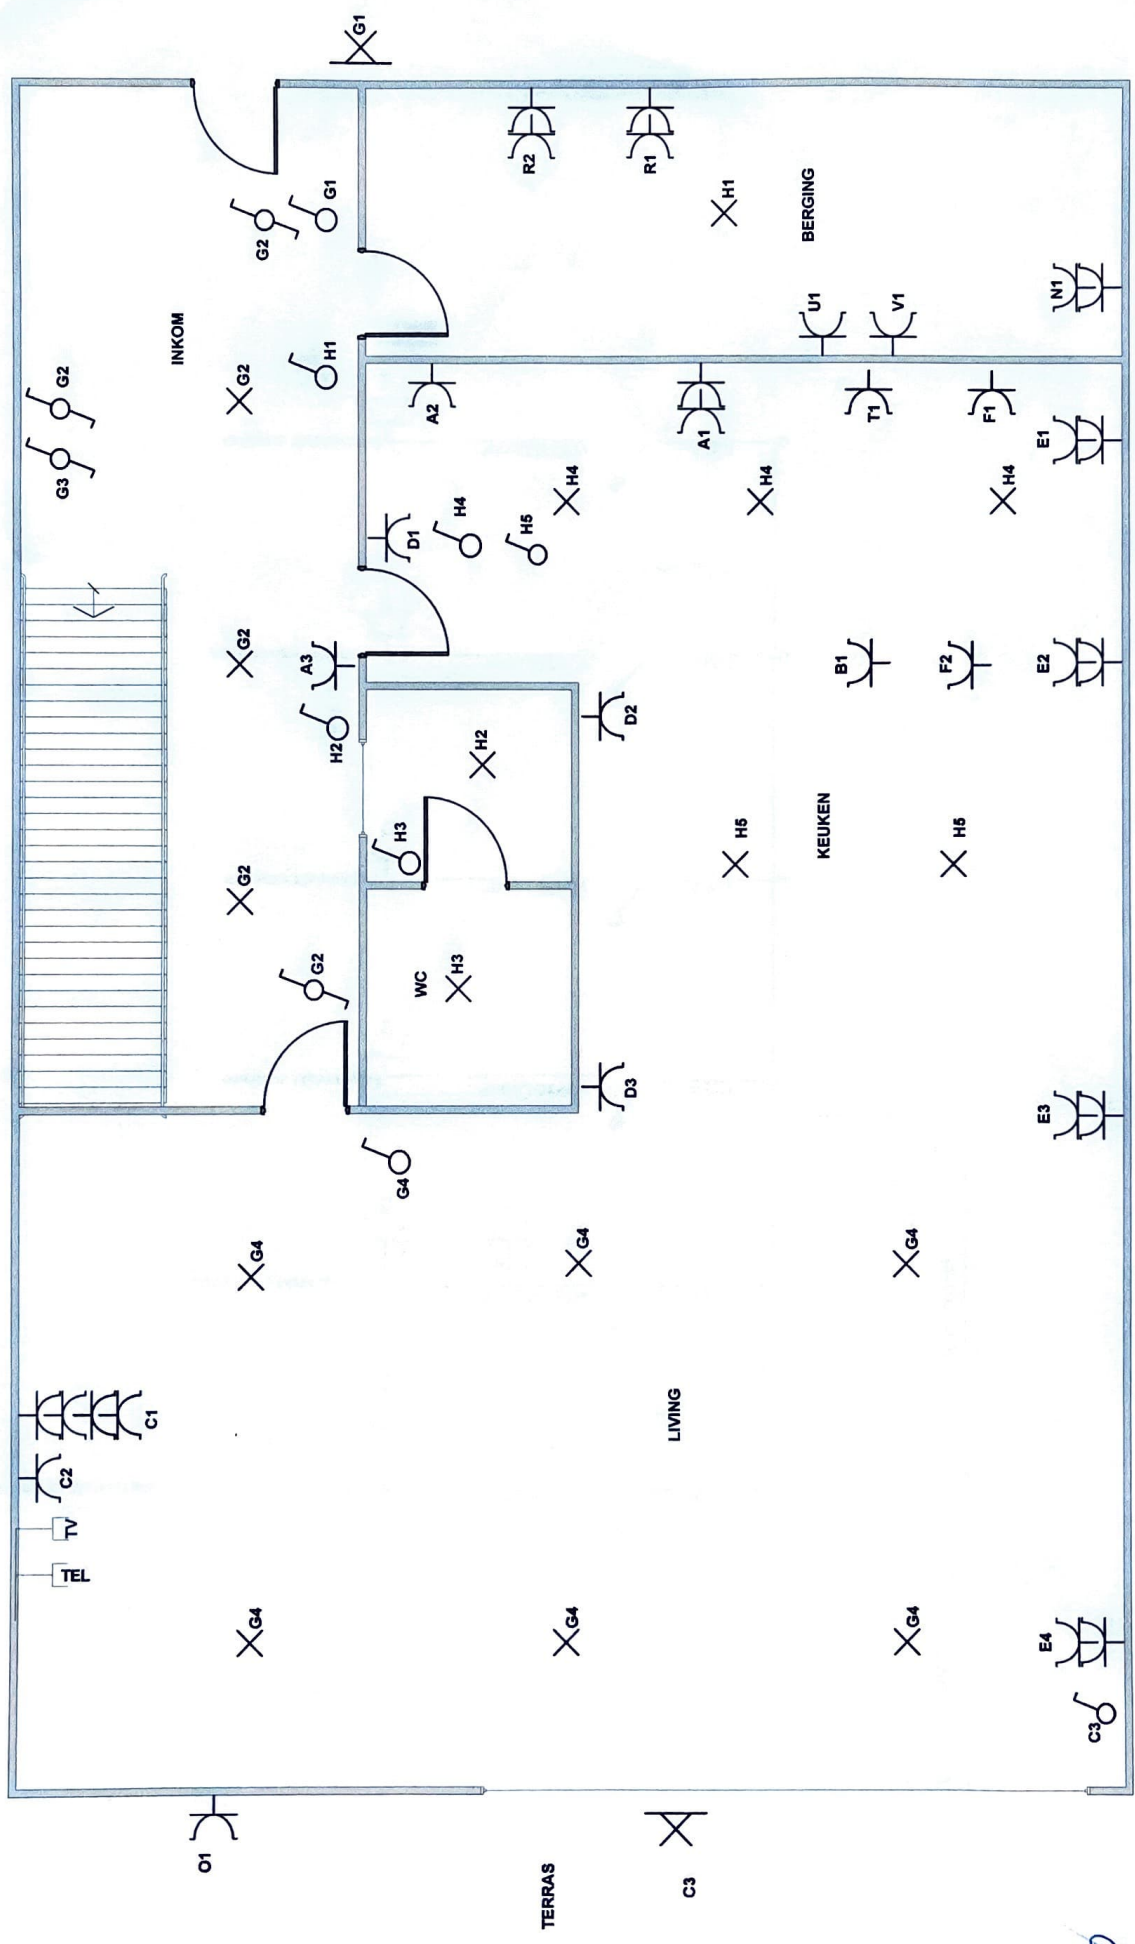 TEL
TV
C2
G3
G2
C1
INKOM
O1
G4
G4
G2
G2
G2
G2
G2
A3
H2
H1
G1
G1
G4
H3
D1
WC
A2
H3
H2
H4
H5
R2
TERRAS
G4
G4
H4
D3
D2
R1
LIVING
C3
A1
H5
H1
H4
BERGING
U1
KEUKEN
B1
T1
V1
G4
G4
F2
H5
F1
H4
E4
E3
E2
E1
N1
C3